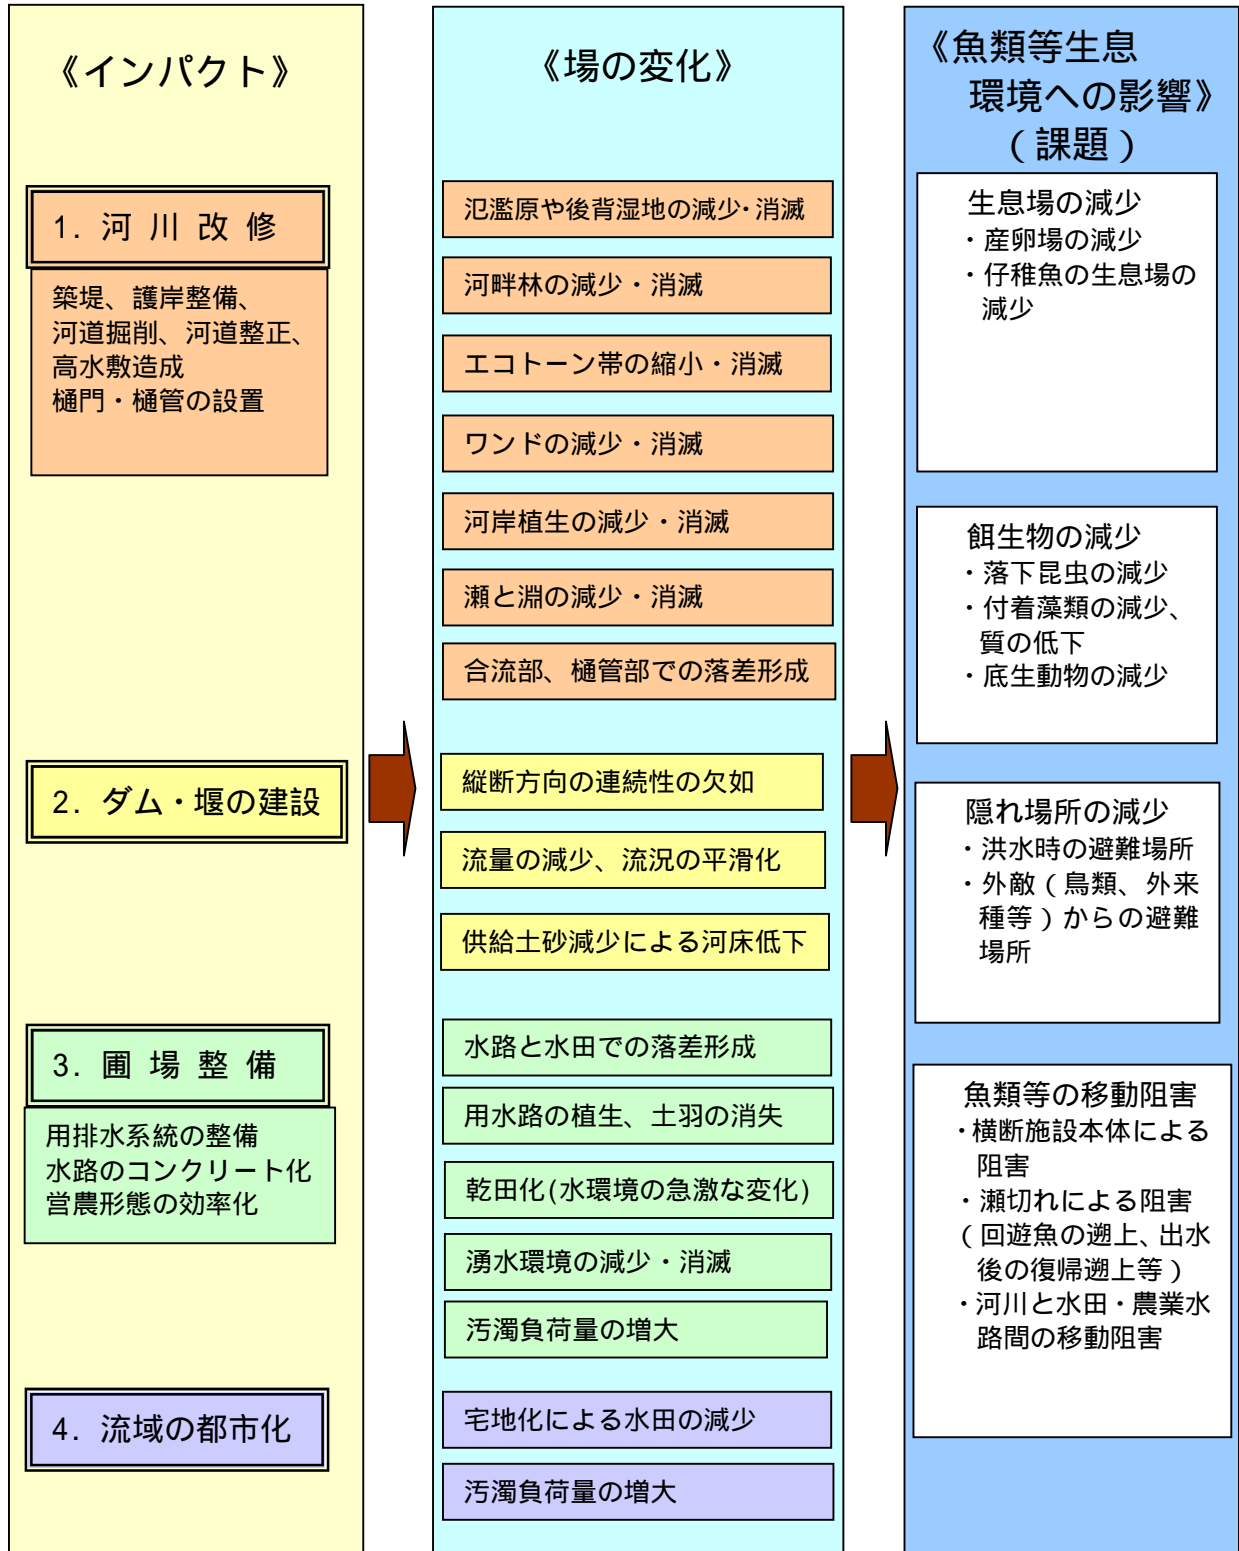 《インパクト》
1. 河川改修
築堤、護岸整備、
河道掘削、河道整正、
高水敷造成
樋門・樋管の設置
2. ダム・堰の建設
3. 圃場整備
用排水系統の整備
水路のコンクリート化
営農形態の効率化
4. 流域の都市化
《場の変化》
氾濫原や後背湿地の減少・消滅
河畔林の減少・消滅
エコトーン帯の縮小・消滅
ワンドの減少・消滅
河岸植生の減少・消滅
瀬と淵の減少・消滅
合流部、樋管部での落差形成
縦断方向の連続性の欠如
流量の減少、流況の平滑化
供給土砂減少による河床低下
水路と水田での落差形成
用水路の植生、土羽の消失
乾田化(水環境の急激な変化)
湧水環境の減少・消滅
汚濁負荷量の増大
宅地化による水田の減少
汚濁負荷量の増大
《魚類等生息
環境への影響》
(課題)
生息場の減少
・産卵場の減少
・仔稚魚の生息場の
減少
餌生物の減少
・落下昆虫の減少
・付着藻類の減少、
質の低下
・底生動物の減少
隠れ場所の減少
・洪水時の避難場所
・外敵(鳥類、外来
種等)からの避難
場所
魚類等の移動阻害
・横断施設本体による
阻害
・瀬切れによる阻害
(回遊魚の遡上、出水
後の復帰遡上等)
・河川と水田・農業水
路間の移動阻害